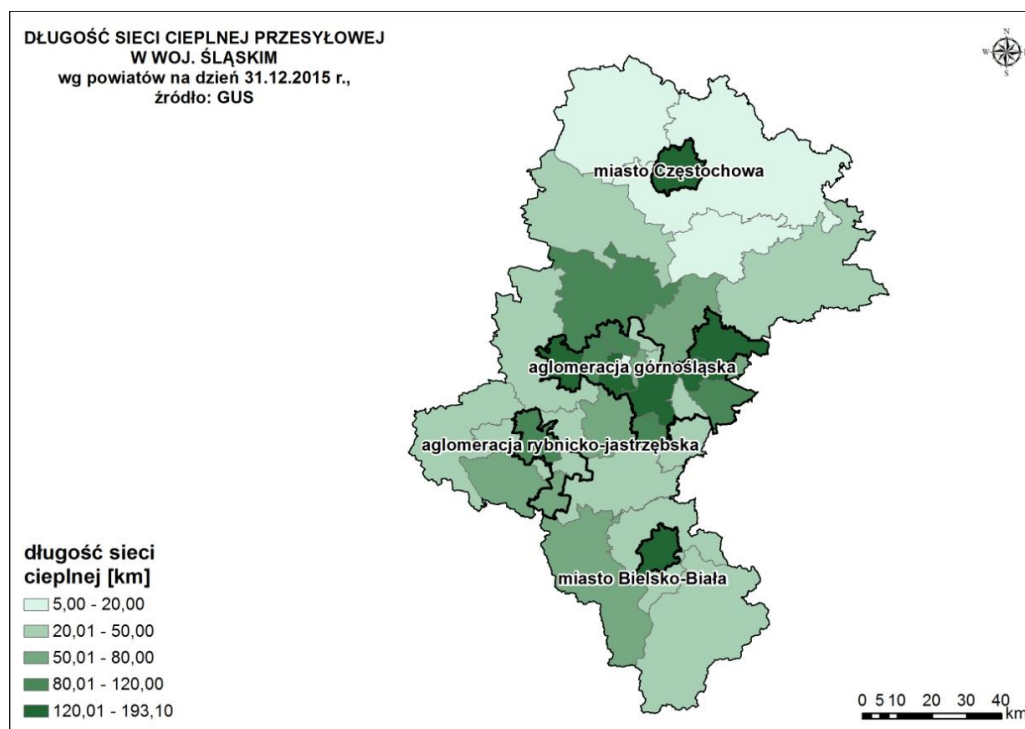 DŁUGOŚĆ SIECI CIEPLNEJ PRZESYŁOWEJ
W WOJ. ŚLĄSKIM
wg powiatów na dzień 31.12.2015 r.,
źródło: GUS
N
W E
S
miasto Częstochowa
aglomeracja górnośląska
aglomeracja rybnicko-jastrzębska
miasto Bielsko-Biała
długość sieci
cieplnej [km]
5,00 - 20,00
20,01 - 50,00
50,01 - 80,00
80,01 - 120,00
120,01 - 193,10
0 5 10 20 30 40
km